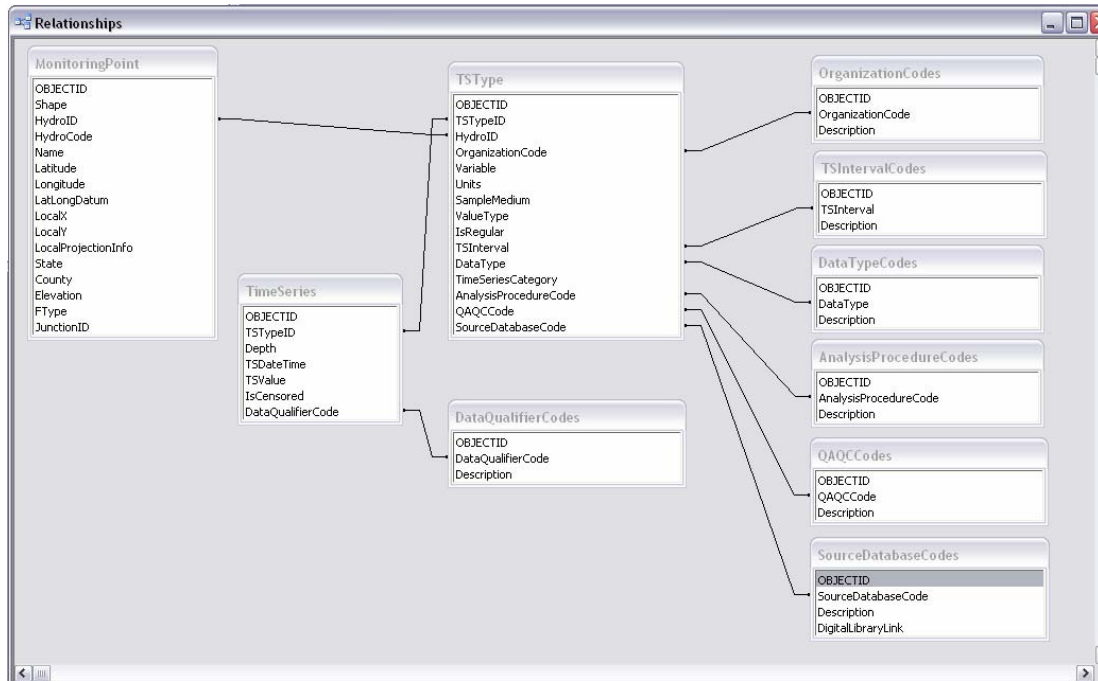 Relationships
MonitoringPoint
OBJECTID
Shape
HydroID
HydroCode
Name
Latitude
Longitude
LatLongDatum
LocalX
LocalY
LocalProjectionInfo
State
County
Elevation
FType
JunctionID
TimeSeries
OBJECTID
TSTypeID
Depth
TSDateTime
TSValue
IsCensored
DataQualifierCode
TSType
OBJECTID
TSTypeID
HydroID
OrganizationCode
Variable
Units
SampleMedium
ValueType
IsRegular
TSInterval
DataType
TimeSeriesCategory
AnalysisProcedureCode
QAQCCode
SourceDatabaseCode
DataQualifierCodes
OBJECTID
DataQualifierCode
Description
OrganizationCodes
OBJECTID
OrganizationCode
Description
TSIntervalCodes
OBJECTID
TSInterval
Description
DataTypeCodes
OBJECTID
DataType
Description
AnalysisProcedureCodes
OBJECTID
AnalysisProcedureCode
Description
QAQCCodes
OBJECTID
QAQCCode
Description
SourceDatabaseCodes
OBJECTID
SourceDatabaseCode
Description
DigitalLibraryLink